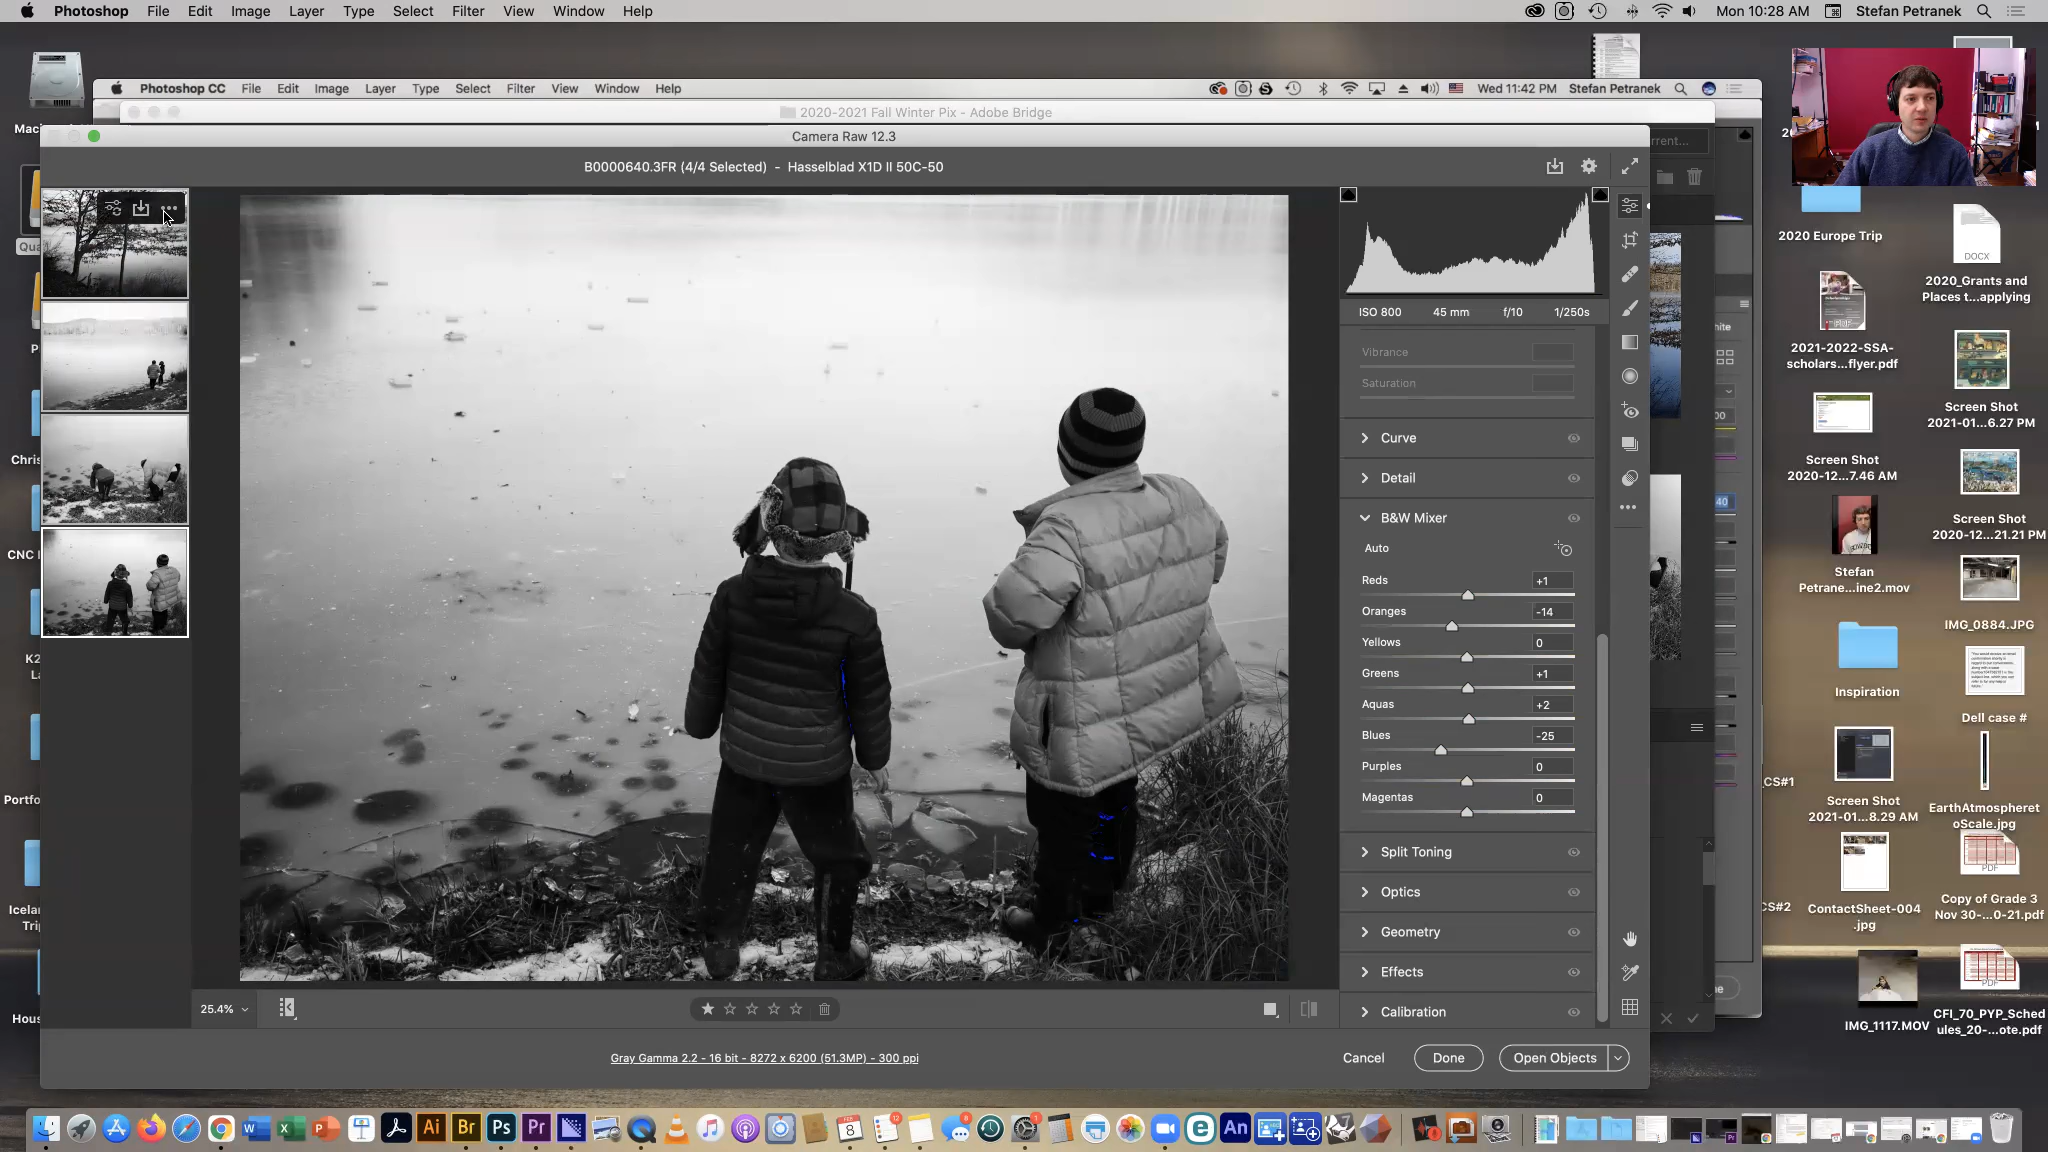 Photoshop File Edit Image Layer Type Select Filter View Window Help Mon 10:28 AM Stefan Petranek
Photoshop CC File Edit Image Layer Type Select Filter View Window Help Wed 11:42 PM Stefan Petranek
2020-2021 Fall Winter Pix - Adobe Bridge
Camera Raw 12.3
B0000640.3FR (4/4 Selected) - Hasselblad X1D II 50C-50
ISO 800 45 mm f/10 1/250s
Vibrance
Saturation
Curve
Detail
B&W Mixer
Auto
Reds +1
Oranges -14
Yellows 0
Greens +1
Aquas +2
Blues -25
Purples 0
Magentas 0
Split Toning
Optics
Geometry
Effects
Calibration
25.4%
Gray Gamma 2.2 - 16 bit - 8272 x 6200 (51.3MP) - 300 ppi
Cancel Done Open Objects
2020 Europe Trip
DOCX
2020_Grants and
Places t...applying
2021-2022-SSA-
scholars...flyer.pdf
Screen Shot
2021-01...6.27 PM
Screen Shot
2020-12...7.46 AM
Screen Shot
2020-12...21.21 PM
Stefan
Petrane...ine2.mov
IMG_0884.JPG
Inspiration
Dell case #
Screen Shot
2021-01...8.29 AM
EarthAtmospheret
oScale.jpg
ContactSheet-004
.jpg
PDF
Copy of Grade 3
Nov 30-...0-21.pdf
IMG_1117.MOV
PDF
CFI_70_PYP_Sched
ules_20-...ote.pdf
CS#1
CS#2